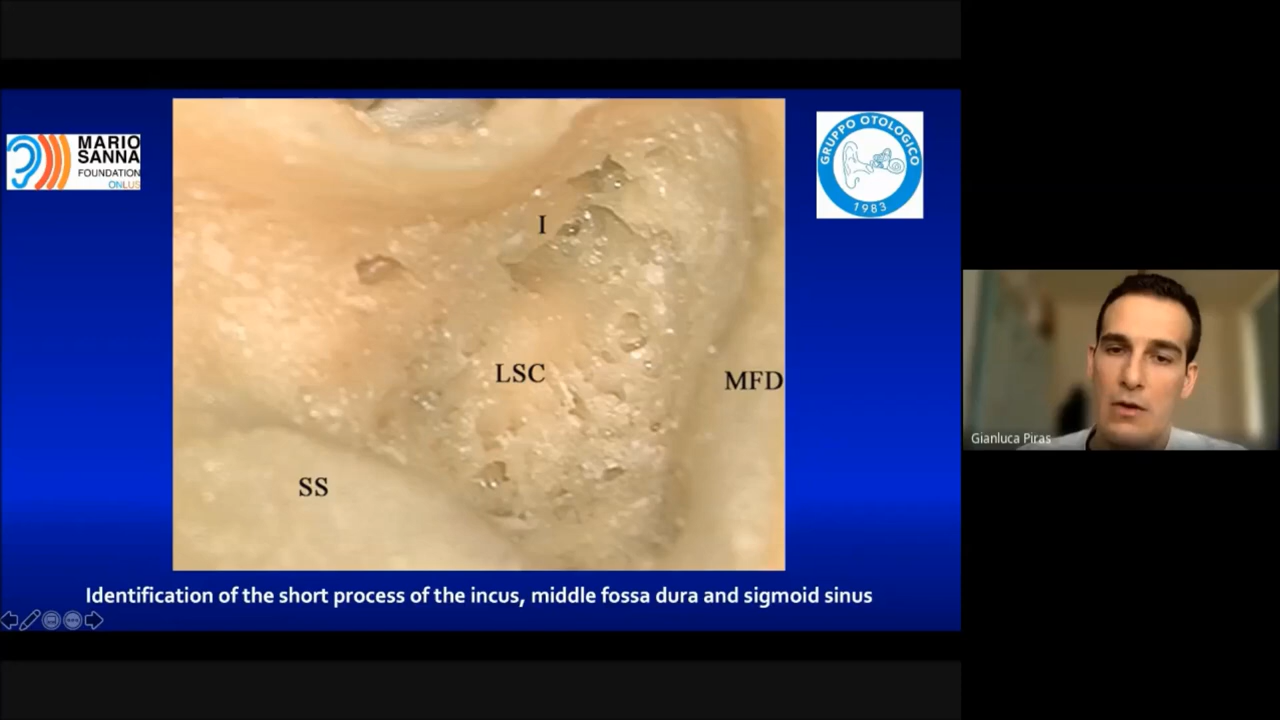 MARIO
SANNA
FOUNDATION
ONLUS
GRUPPO OTOLOGICO
1983
I
LSC
MFD
SS
Identification of the short process of the incus, middle fossa dura and sigmoid sinus
Gianluca Piras